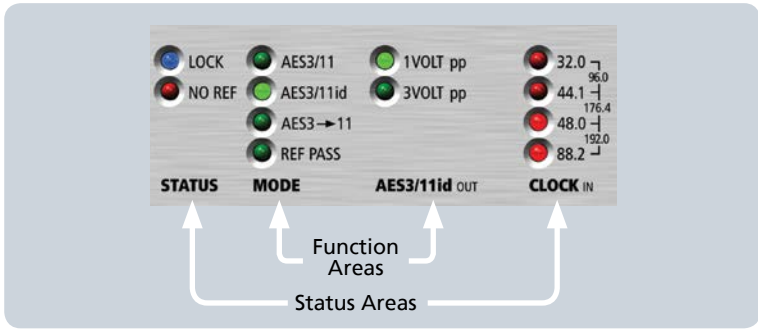 LOCK AES3/11 1VOLT pp 32.0
96.0
NO REF AES3/11id 3VOLT pp 44.1
176.4
AES3→11 48.0
192.0
REF PASS 88.2
STATUS MODE AES3/11id OUT CLOCK IN
Function
Areas
Status Areas